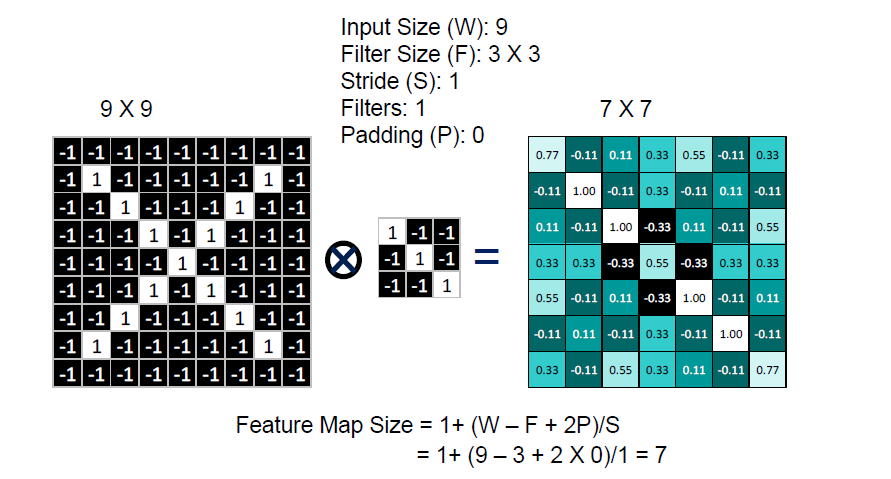 Input Size (W): 9
Filter Size (F): 3 X 3
Stride (S): 1
Filters: 1
Padding (P): 0
9 X 9
7 X 7
-1 -1 -1 -1 -1 -1 -1 -1 -1
-1 1 -1 -1 -1 -1 -1 1 -1
-1 -1 1 -1 -1 -1 1 -1 -1
-1 -1 -1 1 -1 1 -1 -1 -1
-1 -1 -1 -1 1 -1 -1 -1 -1
-1 -1 -1 1 -1 1 -1 -1 -1
-1 -1 1 -1 -1 -1 1 -1 -1
-1 1 -1 -1 -1 -1 -1 1 -1
-1 -1 -1 -1 -1 -1 -1 -1 -1
⊗
1 -1 -1
-1 1 -1
-1 -1 1
=
0.77 -0.11 0.11 0.33 0.55 -0.11 0.33
-0.11 1.00 -0.11 0.33 -0.11 0.11 -0.11
0.11 -0.11 1.00 -0.33 0.11 -0.11 0.55
0.33 0.33 -0.33 0.55 -0.33 0.33 0.33
0.55 -0.11 0.11 -0.33 1.00 -0.11 0.11
-0.11 0.11 -0.11 0.33 -0.11 1.00 -0.11
0.33 -0.11 0.55 0.33 0.11 -0.11 0.77
Feature Map Size = 1+ (W – F + 2P)/S
= 1+ (9 – 3 + 2 X 0)/1 = 7